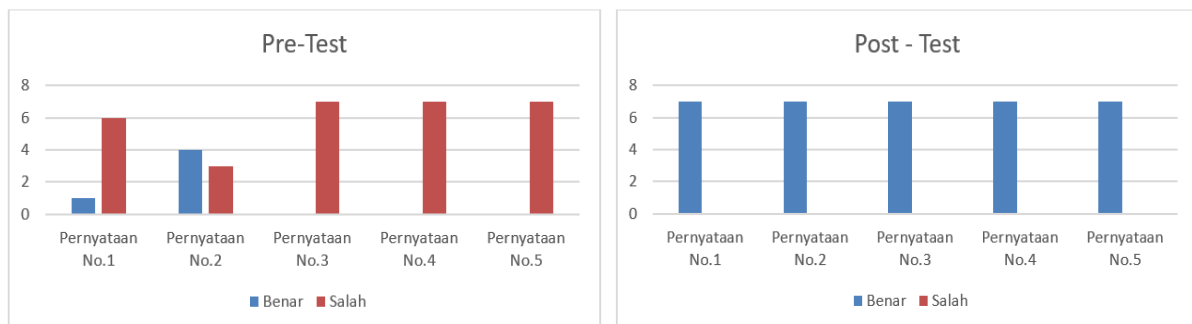 Pre-Test
8
6
4
2
0
Pernyataan No.1
Pernyataan No.2
Pernyataan No.3
Pernyataan No.4
Pernyataan No.5
Benar Salah
Post - Test
8
6
4
2
0
Pernyataan No.1
Pernyataan No.2
Pernyataan No.3
Pernyataan No.4
Pernyataan No.5
Benar Salah